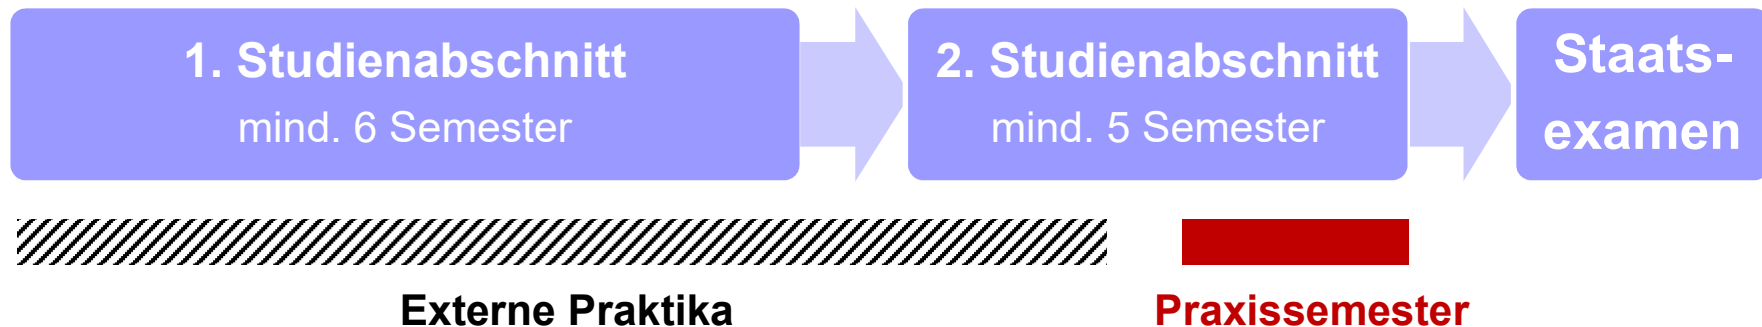 1. Studienabschnitt
mind. 6 Semester
2. Studienabschnitt
mind. 5 Semester
Staats-
examen
Externe Praktika
Praxissemester